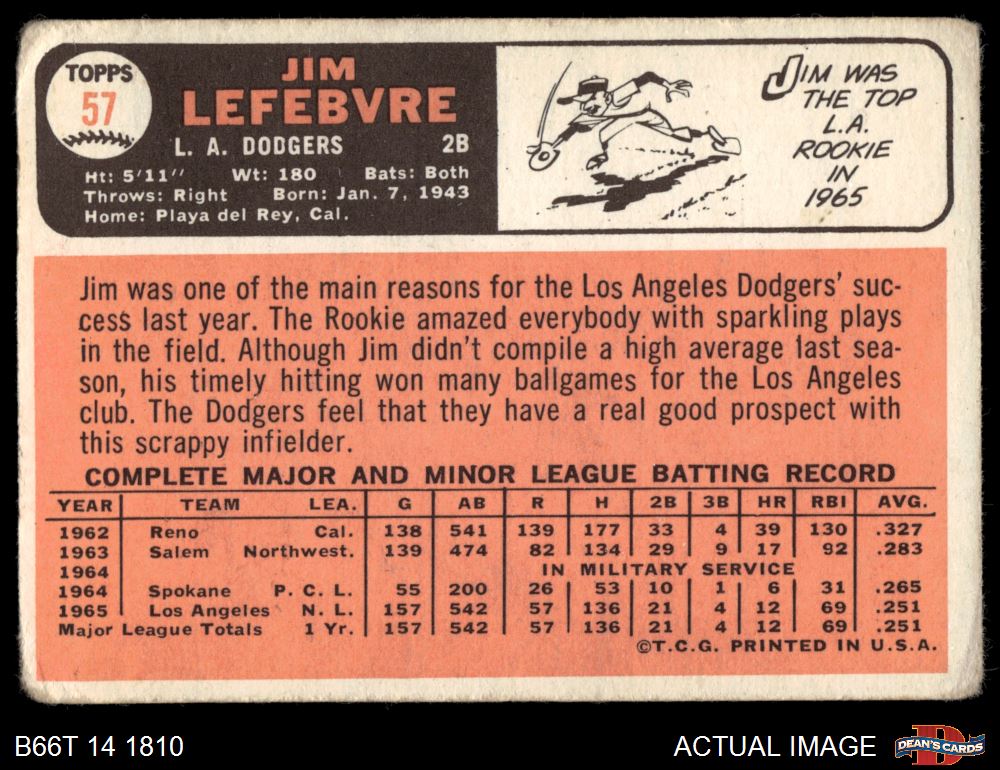 TOPPS
57
JIM
LEFEBVRE
L. A. DODGERS 2B
Ht: 5'11" Wt: 180 Bats: Both
Throws: Right Born: Jan. 7, 1943
Home: Playa del Rey, Cal.
JIM WAS
THE TOP
L.A.
ROOKIE
IN
1965
Jim was one of the main reasons for the Los Angeles Dodgers' suc-
cess last year. The Rookie amazed everybody with sparkling plays
in the field. Although Jim didn't compile a high average last sea-
son, his timely hitting won many ballgames for the Los Angeles
club. The Dodgers feel that they have a real good prospect with
this scrappy infielder.
COMPLETE MAJOR AND MINOR LEAGUE BATTING RECORD
YEAR TEAM LEA. G AB R H 2B 3B HR RBI AVG.
1962 Reno Cal. 138 541 139 177 33 4 39 130 .327
1963 Salem Northwest. 139 474 82 134 29 9 17 92 .283
1964 IN MILITARY SERVICE
1964 Spokane P. C. L. 55 200 26 53 10 1 6 31 .265
1965 Los Angeles N. L. 157 542 57 136 21 4 12 69 .251
Major League Totals 1 Yr. 157 542 57 136 21 4 12 69 .251
©T.C.G. PRINTED IN U.S.A.
B66T 14 1810
ACTUAL IMAGE
DEAN'S CARDS